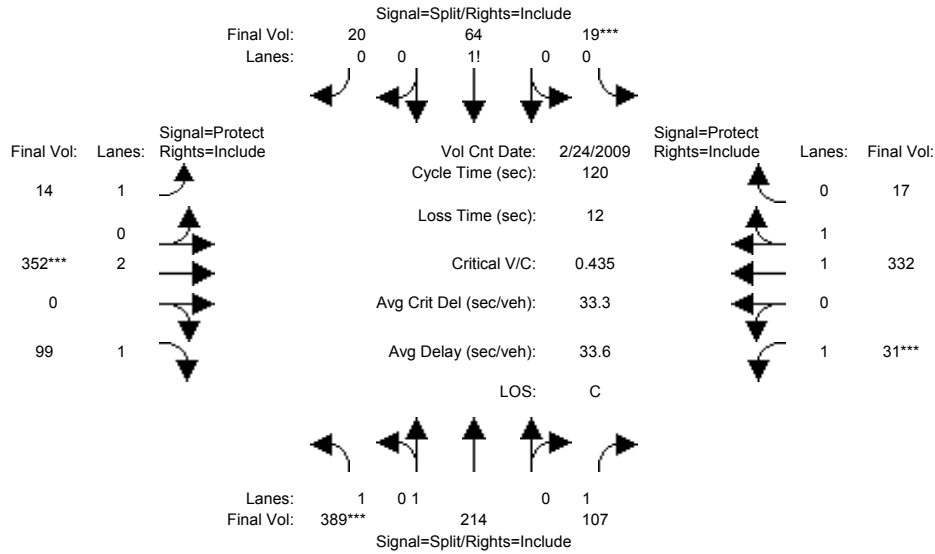 Signal=Split/Rights=Include
Final Vol: 20 64 19***
Lanes: 0 0 1! 0 0
Signal=Protect Signal=Protect
Final Vol: Lanes: Rights=Include Vol Cnt Date: 2/24/2009 Rights=Include Lanes: Final Vol:
Cycle Time (sec): 120
14 1 0 17
Loss Time (sec): 12
0 1
352*** 2 Critical V/C: 0.435 1 332
0 Avg Crit Del (sec/veh): 33.3 0
99 1 Avg Delay (sec/veh): 33.6 1 31***
LOS: C
Lanes: 1 0 1 0 1
Final Vol: 389*** 214 107
Signal=Split/Rights=Include